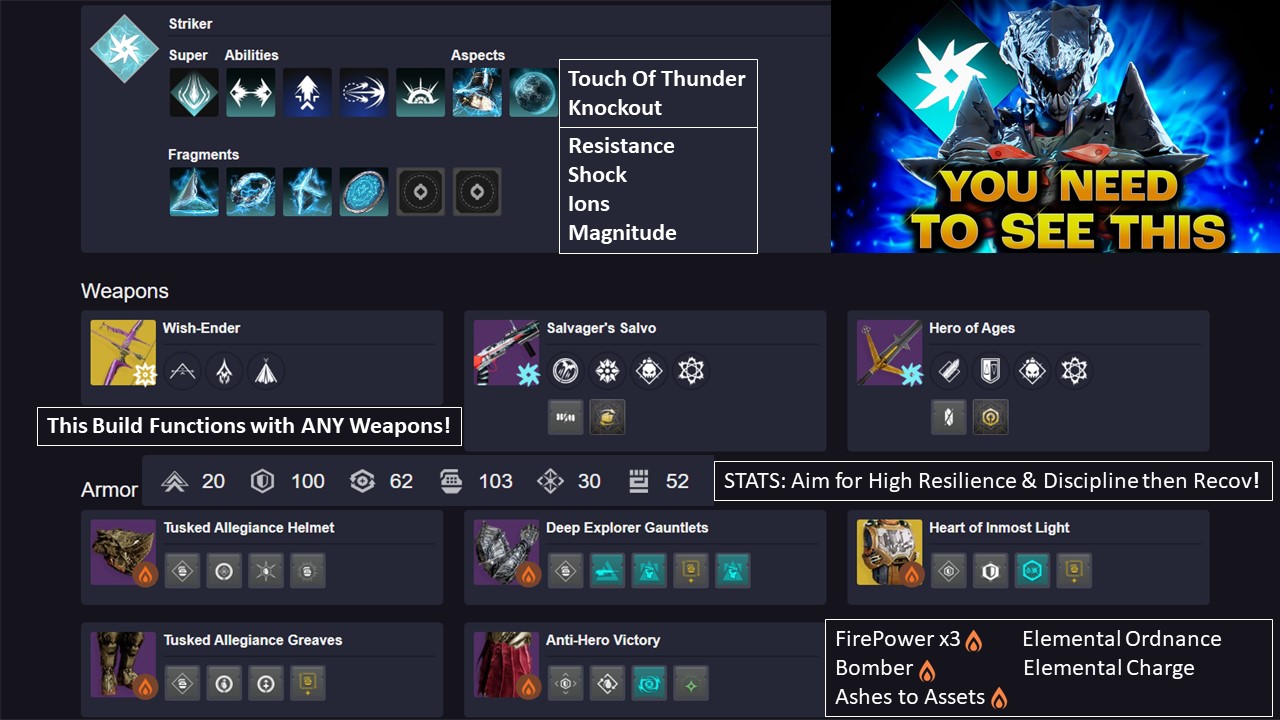 Striker
Super Abilities Aspects
Touch Of Thunder
Knockout
Fragments
Resistance
Shock
Ions
Magnitude
YOU NEED
TO SEE THIS
Weapons
Wish-Ender
Salvager's Salvo
Hero of Ages
This Build Functions with ANY Weapons!
Armor 20 100 62 103 30 52
STATS: Aim for High Resilience & Discipline then Recov!
Tusked Allegiance Helmet
Deep Explorer Gauntlets
Heart of Inmost Light
Tusked Allegiance Greaves
Anti-Hero Victory
FirePower x3 Elemental Ordnance
Bomber Elemental Charge
Ashes to Assets